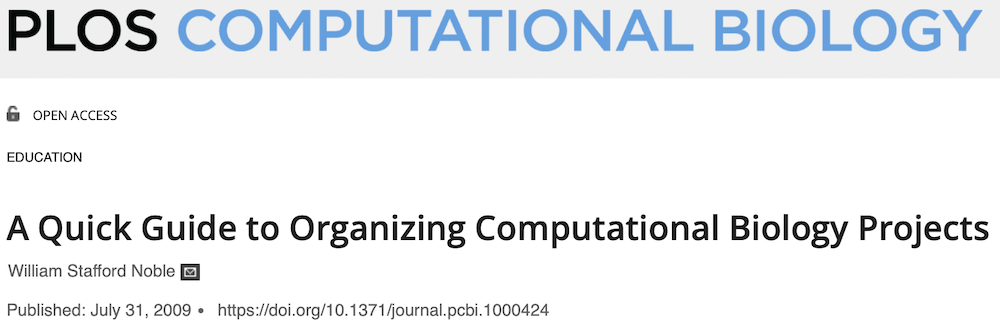 PLOS COMPUTATIONAL BIOLOGY
OPEN ACCESS
EDUCATION
A Quick Guide to Organizing Computational Biology Projects
William Stafford Noble
Published: July 31, 2009 • https://doi.org/10.1371/journal.pcbi.1000424